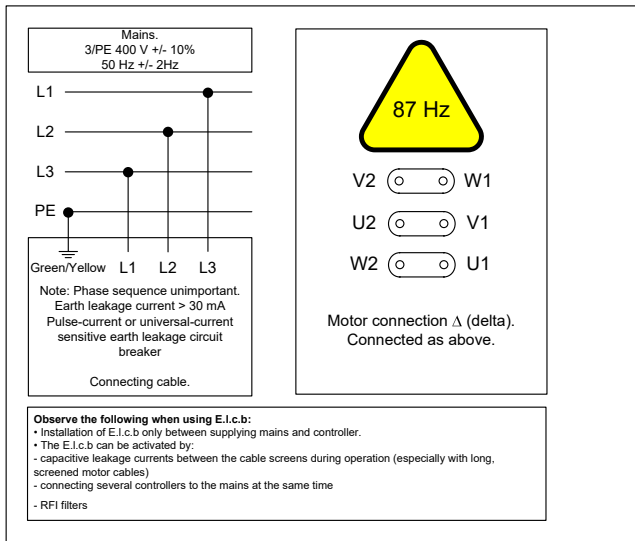 Mains.
3/PE 400 V +/- 10%
50 Hz +/- 2Hz
L1
L2
L3
PE
Green/Yellow L1 L2 L3
Note: Phase sequence unimportant.
Earth leakage current > 30 mA
Pulse-current or universal-current
sensitive earth leakage circuit
breaker
Connecting cable.
87 Hz
V2 W1
U2 V1
W2 U1
Motor connection Δ (delta).
Connected as above.
Observe the following when using E.l.c.b:
• Installation of E.l.c.b only between supplying mains and controller.
• The E.l.c.b can be activated by:
- capacitive leakage currents between the cable screens during operation (especially with long,
screened motor cables)
- connecting several controllers to the mains at the same time
- RFI filters